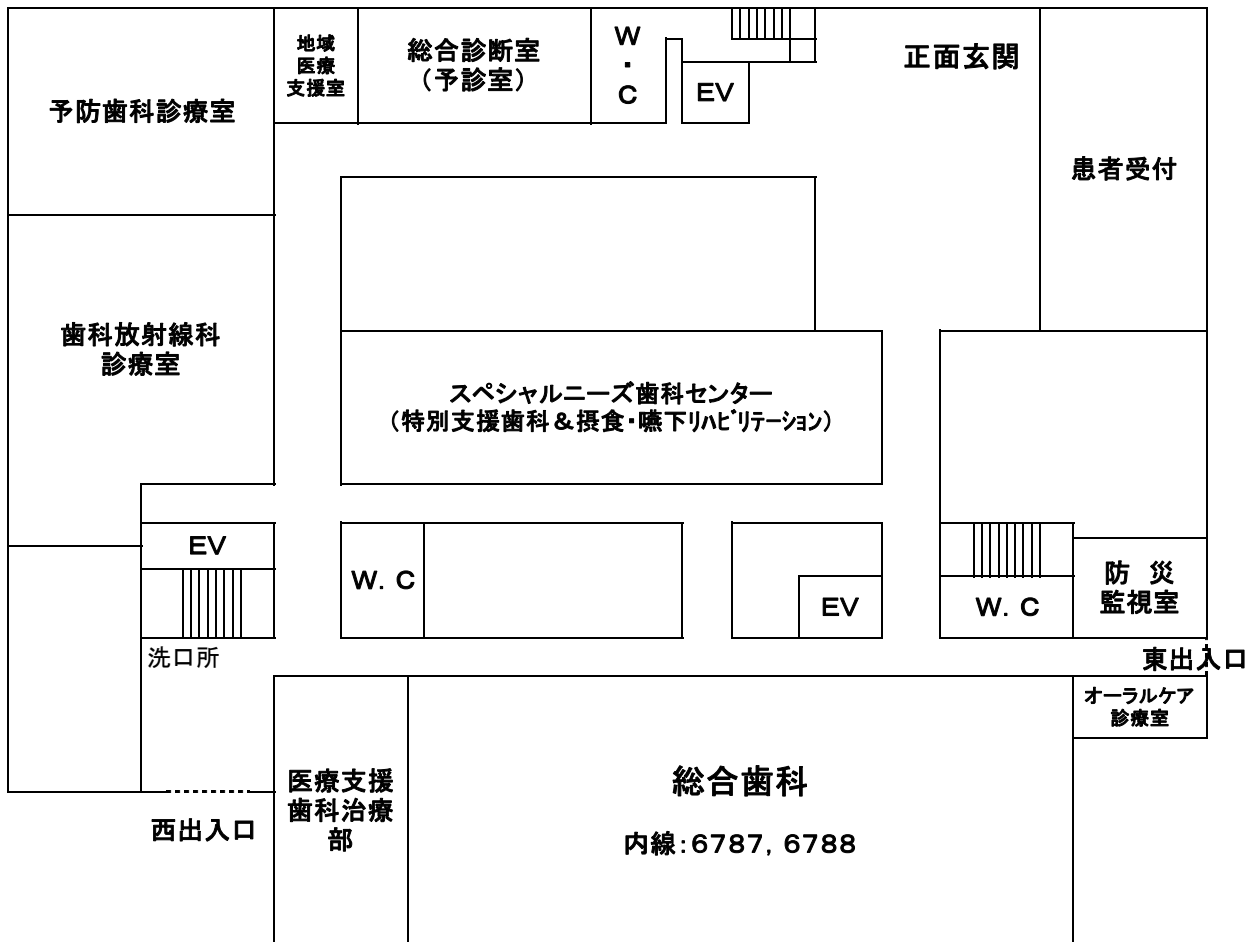 地域
医療
支援室
総合診断室
(予診室)
W
・
C
EV
正面玄関
予防歯科診療室
患者受付
歯科放射線科
診療室
スペシャルニーズ歯科センター
(特別支援歯科&摂食・嚥下ﾘﾊﾋﾞﾘﾃｰｼｮﾝ)
EV
W.C
EV
W.C
防 災
監視室
洗口所
東出入口
オーラルケア
診療室
医療支援
歯科治療
部
総合歯科
内線:6787,6788
西出入口